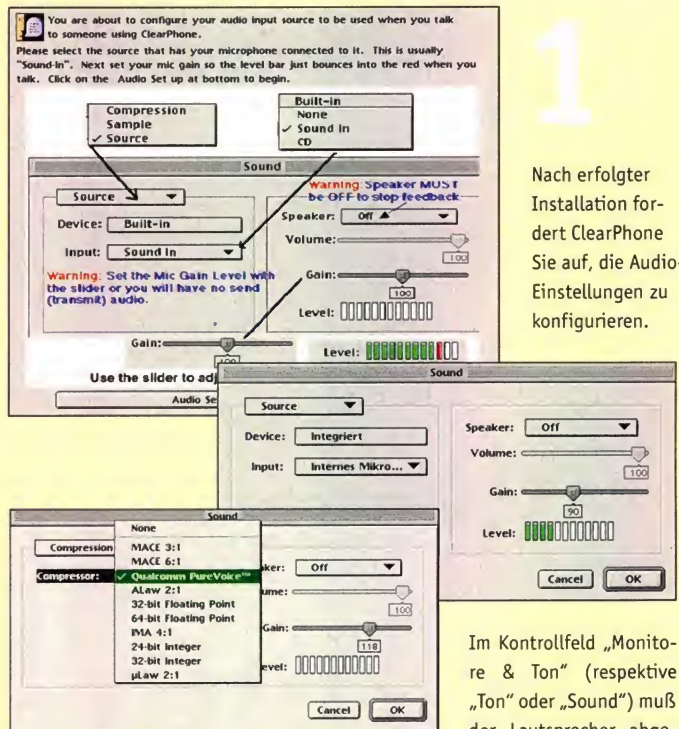 You are about to configure your audio input source to be used when you talk
to someone using ClearPhone.
Please select the source that has your microphone connected to it. This is usually
"Sound-In". Next set your mic gain so the level bar just bounces into the red when you
talk. Click on the Audio Set up at bottom to begin.
Compression
Sample
✓ Source
Built-in
None
✓ Sound In
CD
Sound
Source
Device: Built-in
Input: Sound In
Warning: Set the Mic Gain Level with
the slider or you will have no send
(transmit) audio.
Warning: Speaker MUST
be OFF to stop feedback
Speaker: Off
Volume:
100
Gain:
100
Level:
Gain:
100
Level:
Use the slider to adj
Audio Se
1
Nach erfolgter
Installation for-
dert ClearPhone
Sie auf, die Audio-
Einstellungen zu
konfigurieren.
Sound
Source
Device: Integriert
Input: Internes Mikro...
Speaker: Off
Volume:
100
Gain:
90
Level:
Cancel OK
Sound
Compression
Compressor:
None
MACE 3:1
MACE 6:1
✓ Qualcomm PureVoice™
ALaw 2:1
32-bit Floating Point
64-bit Floating Point
IMA 4:1
24-bit Integer
32-bit Integer
µLaw 2:1
ker: Off
ume:
100
Gain:
118
evel:
Cancel OK
Im Kontrollfeld „Monito-
re & Ton" (respektive
„Ton" oder „Sound") muß
der Lautsprecher abge-